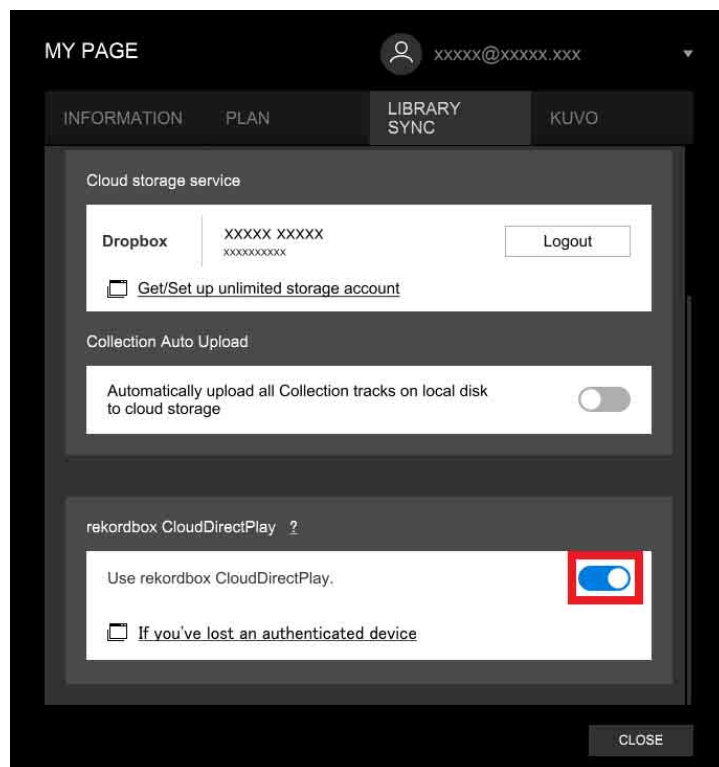 MY PAGE
xxxxx@xxxxx.xxx
INFORMATION
PLAN
LIBRARY
SYNC
KUVO
Cloud storage service
Dropbox
XXXXX XXXXX
xxxxxxxxxx
Logout
Get/Set up unlimited storage account
Collection Auto Upload
Automatically upload all Collection tracks on local disk
to cloud storage
rekordbox CloudDirectPlay ?
Use rekordbox CloudDirectPlay.
If you've lost an authenticated device
CLOSE